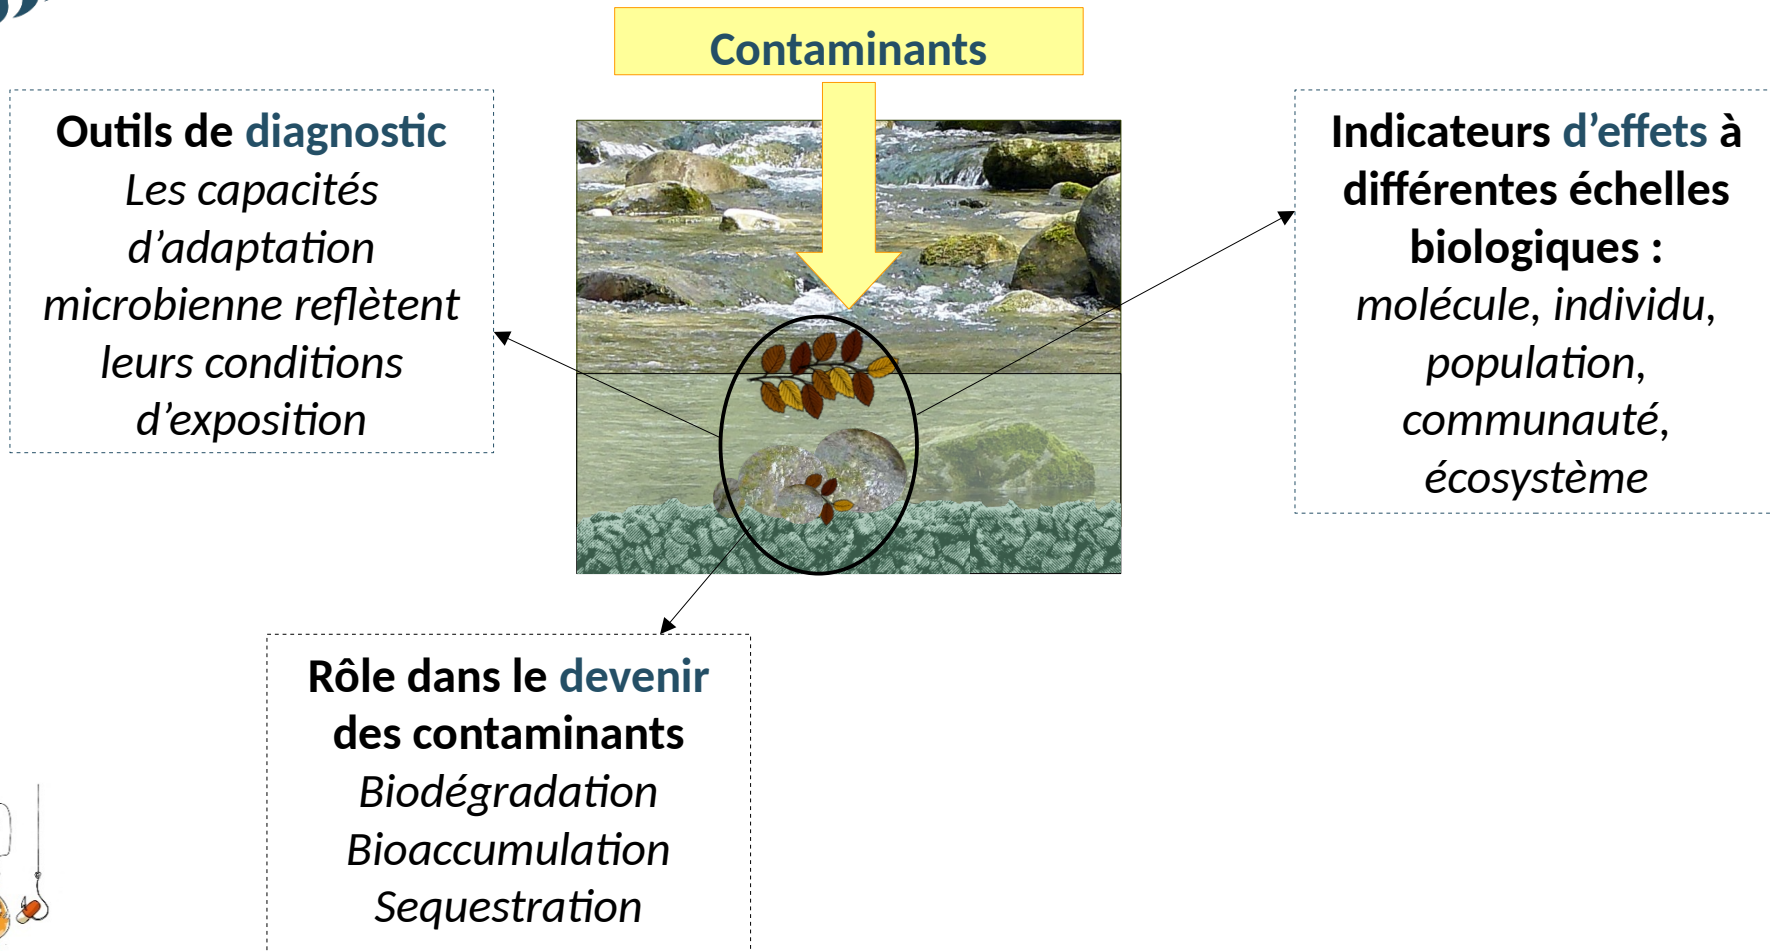 Contaminants
Outils de diagnostic
Les capacités
d’adaptation
microbienne reflètent
leurs conditions
d’exposition
Indicateurs d’effets à
différentes échelles
biologiques :
molécule, individu,
population,
communauté,
écosystème
Rôle dans le devenir
des contaminants
Biodégradation
Bioaccumulation
Sequestration